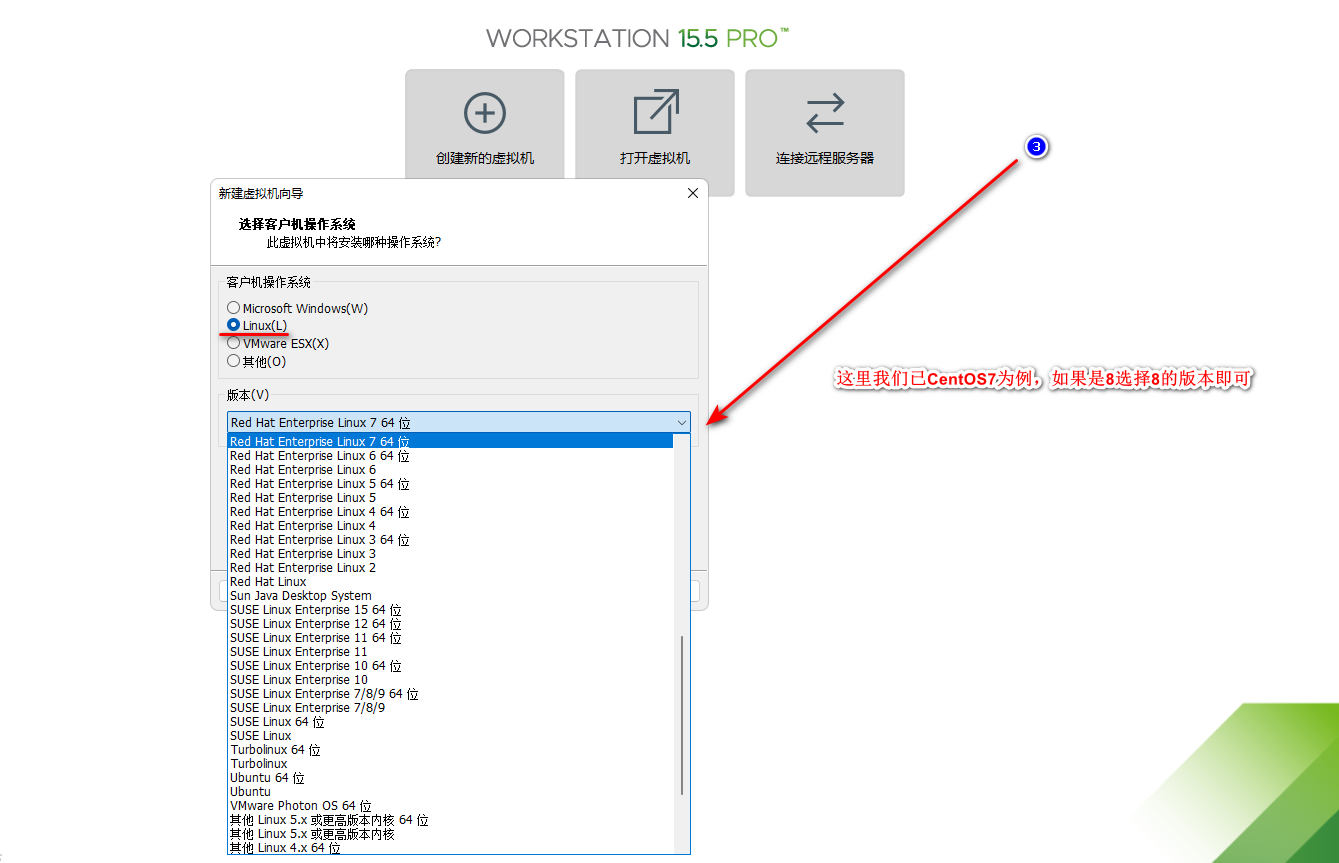 WORKSTATION 15.5 PRO™
创建新的虚拟机
打开虚拟机
连接远程服务器
3
新建虚拟机向导
选择客户机操作系统
此虚拟机中将安装哪种操作系统?
客户机操作系统
Microsoft Windows(W)
Linux(L)
VMware ESX(X)
其他(O)
这里我们已CentOS7为例，如果是8选择8的版本即可
版本(V)
Red Hat Enterprise Linux 7 64 位
Red Hat Enterprise Linux 7 64 位
Red Hat Enterprise Linux 6 64 位
Red Hat Enterprise Linux 6
Red Hat Enterprise Linux 5 64 位
Red Hat Enterprise Linux 5
Red Hat Enterprise Linux 4 64 位
Red Hat Enterprise Linux 4
Red Hat Enterprise Linux 3 64 位
Red Hat Enterprise Linux 3
Red Hat Enterprise Linux 2
Red Hat Linux
Sun Java Desktop System
SUSE Linux Enterprise 15 64 位
SUSE Linux Enterprise 12 64 位
SUSE Linux Enterprise 11 64 位
SUSE Linux Enterprise 11
SUSE Linux Enterprise 10 64 位
SUSE Linux Enterprise 10
SUSE Linux Enterprise 7/8/9 64 位
SUSE Linux Enterprise 7/8/9
SUSE Linux 64 位
SUSE Linux
Turbolinux 64 位
Turbolinux
Ubuntu 64 位
Ubuntu
VMware Photon OS 64 位
其他 Linux 5.x 或更高版本内核 64 位
其他 Linux 5.x 或更高版本内核
其他 Linux 4.x 64 位